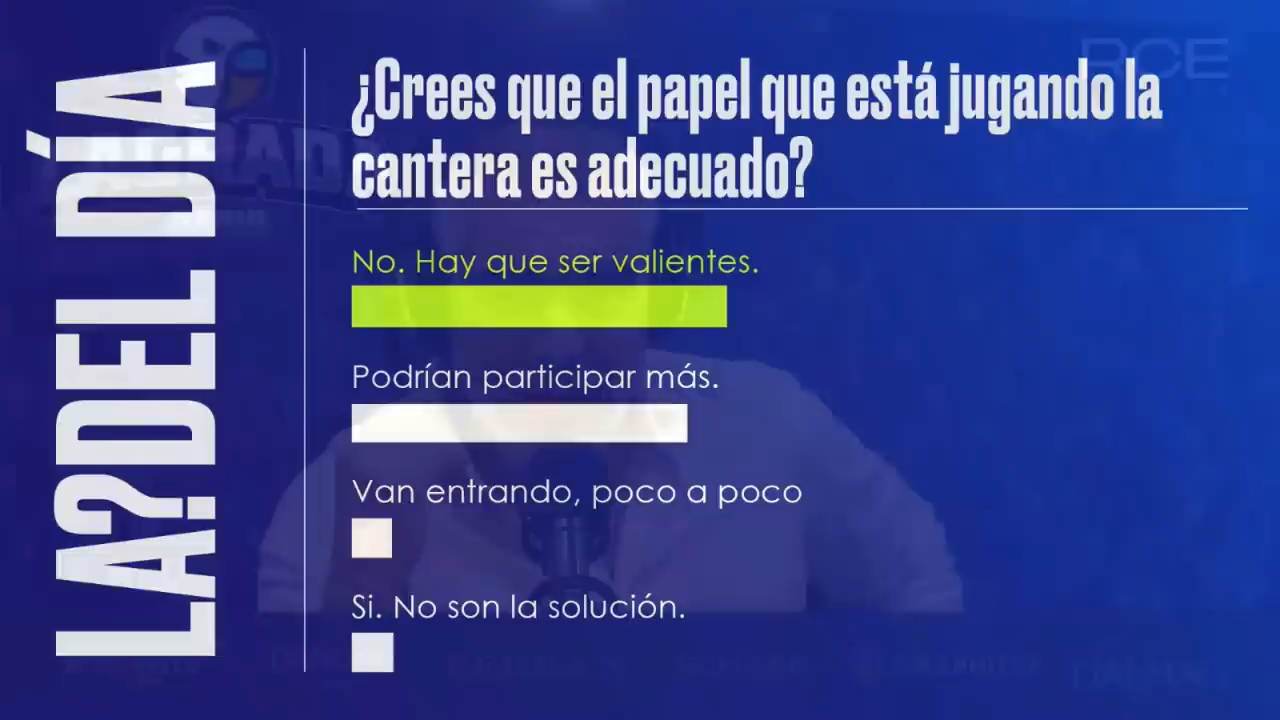 LA? DEL DÍA
RCE
¿Crees que el papel que está jugando la
cantera es adecuado?
No. Hay que ser valientes.
Podrían participar más.
Van entrando, poco a poco
Si. No son la solución.